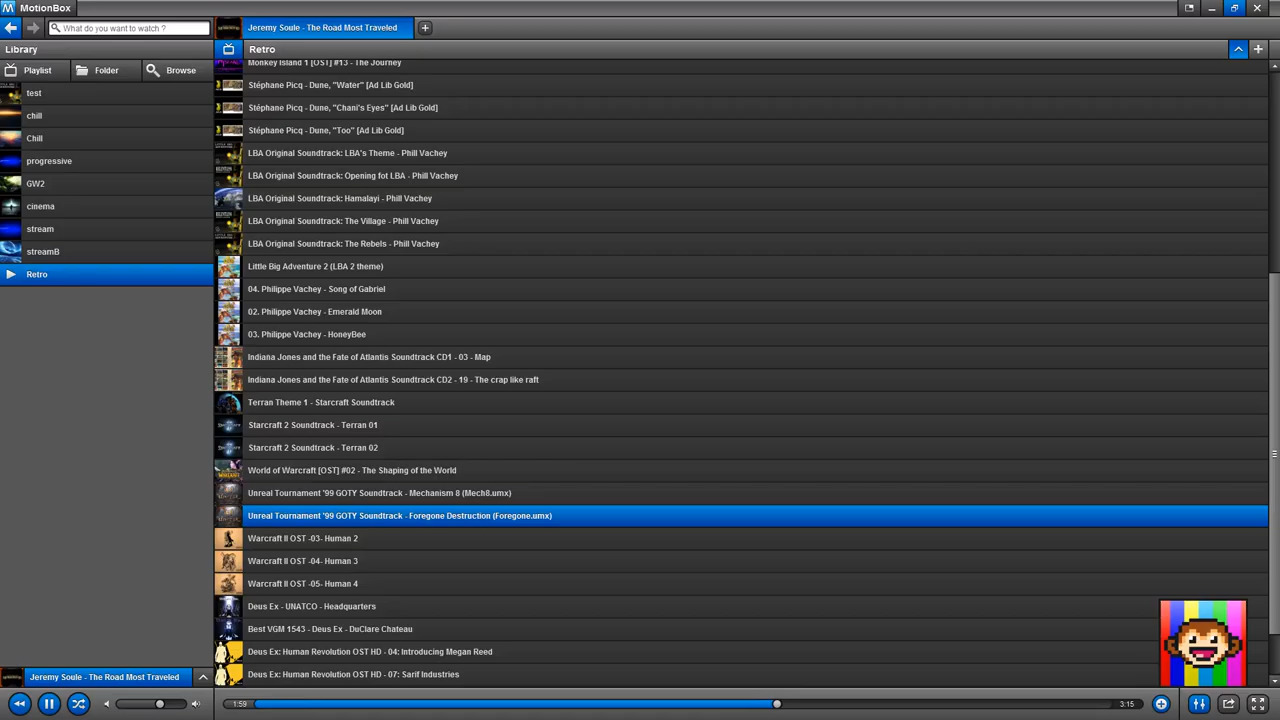 MotionBox
What do you want to watch ?
Jeremy Soule - The Road Most Traveled
Library
Retro
Playlist
Folder
Browse
test
chill
Chill
progressive
GW2
cinema
stream
streamB
Retro
Monkey Island 1 [OST] #13 - The Journey
Stéphane Picq - Dune, "Water" [Ad Lib Gold]
Stéphane Picq - Dune, "Chani's Eyes" [Ad Lib Gold]
Stéphane Picq - Dune, "Too" [Ad Lib Gold]
LBA Original Soundtrack: LBA's Theme - Phill Vachey
LBA Original Soundtrack: Opening fot LBA - Phill Vachey
LBA Original Soundtrack: Hamalayi - Phill Vachey
LBA Original Soundtrack: The Village - Phill Vachey
LBA Original Soundtrack: The Rebels - Phill Vachey
Little Big Adventure 2 (LBA 2 theme)
04. Philippe Vachey - Song of Gabriel
02. Philippe Vachey - Emerald Moon
03. Philippe Vachey - HoneyBee
Indiana Jones and the Fate of Atlantis Soundtrack CD1 - 03 - Map
Indiana Jones and the Fate of Atlantis Soundtrack CD2 - 19 - The crap like raft
Terran Theme 1 - Starcraft Soundtrack
Starcraft 2 Soundtrack - Terran 01
Starcraft 2 Soundtrack - Terran 02
World of Warcraft [OST] #02 - The Shaping of the World
Unreal Tournament '99 GOTY Soundtrack - Mechanism 8 (Mech8.umx)
Unreal Tournament '99 GOTY Soundtrack - Foregone Destruction (Foregone.umx)
Warcraft II OST -03- Human 2
Warcraft II OST -04- Human 3
Warcraft II OST -05- Human 4
Deus Ex - UNATCO - Headquarters
Best VGM 1543 - Deus Ex - DuClare Chateau
Deus Ex: Human Revolution OST HD - 04: Introducing Megan Reed
Deus Ex: Human Revolution OST HD - 07: Sarif Industries
Jeremy Soule - The Road Most Traveled
1:59
3:15